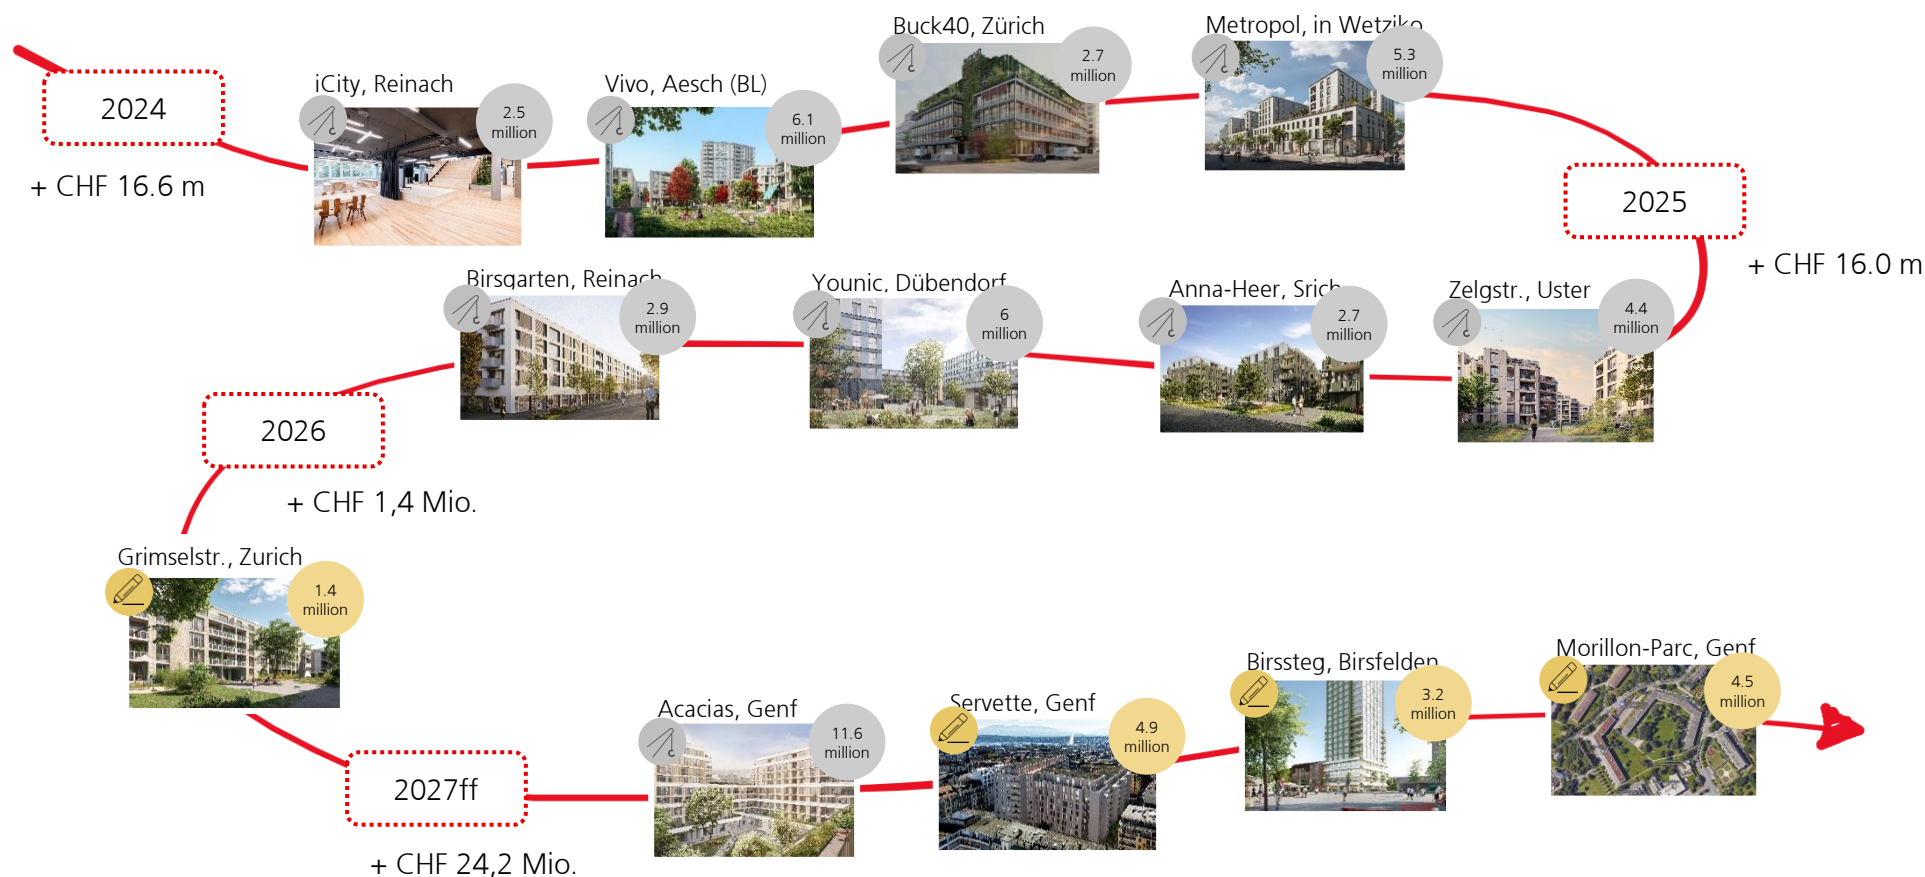 2024
+ CHF 16.6 m
iCity, Reinach
2.5
million
Vivo, Aesch (BL)
6.1
million
Buck40, Zürich
2.7
million
Metropol, in Wetziko
5.3
million
2025
+ CHF 16.0 m
Zelgstr., Uster
4.4
million
Anna-Heer, Srich
2.7
million
Younic, Dübendorf
6
million
Birsgarten, Reinach
2.9
million
2026
+ CHF 1,4 Mio.
Grimselstr., Zurich
1.4
million
2027ff
+ CHF 24,2 Mio.
Acacias, Genf
11.6
million
Servette, Genf
4.9
million
Birssteg, Birsfelden
3.2
million
Morillon-Parc, Genf
4.5
million